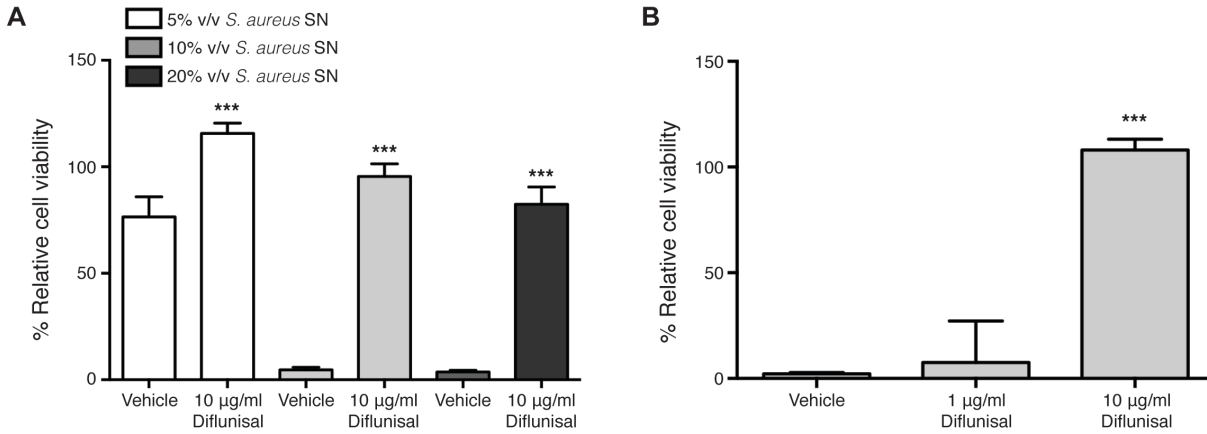 A
5% v/v S. aureus SN
10% v/v S. aureus SN
20% v/v S. aureus SN
% Relative cell viability
150
100
50
0
***
***
***
Vehicle
10 µg/ml
Diflunisal
Vehicle
10 µg/ml
Diflunisal
Vehicle
10 µg/ml
Diflunisal
B
% Relative cell viability
150
100
50
0
***
Vehicle
1 µg/ml
Diflunisal
10 µg/ml
Diflunisal